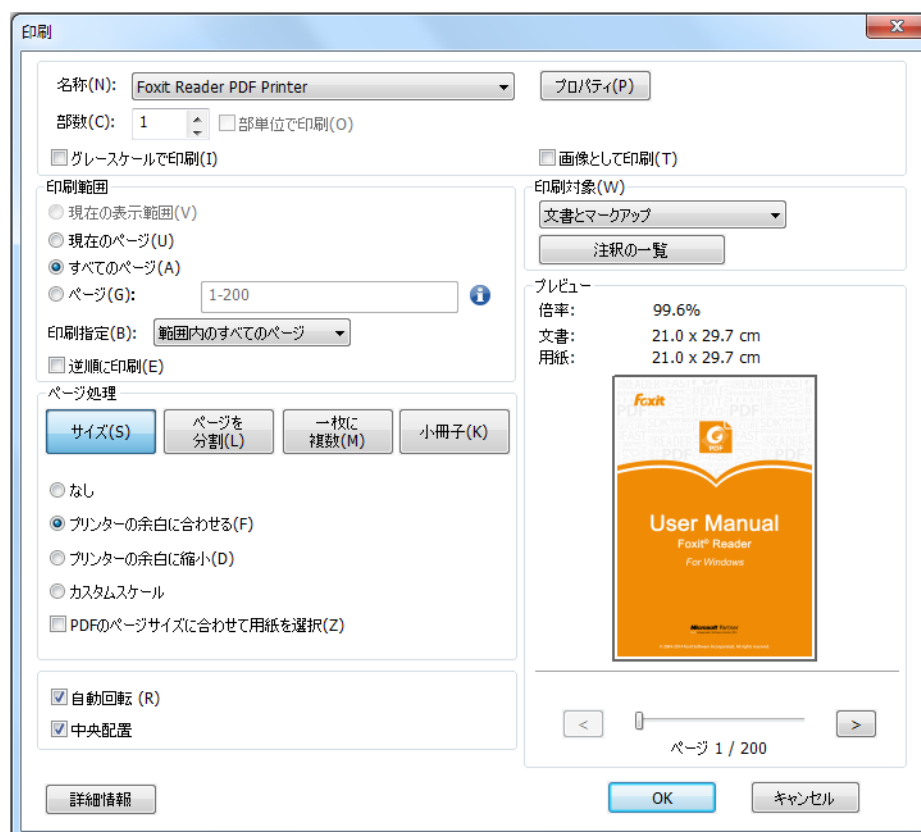 印刷
名称(N):
Foxit Reader PDF Printer
プロパティ(P)
部数(C):
1
部単位で印刷(O)
グレースケールで印刷(I)
画像として印刷(T)
印刷範囲
現在の表示範囲(V)
現在のページ(U)
すべてのページ(A)
ページ(G):
1-200
印刷指定(B):
範囲内のすべてのページ
逆順に印刷(E)
印刷対象(W)
文書とマークアップ
注釈の一覧
ページ処理
サイズ(S)
ページを
分割(L)
一枚に
複数(M)
小冊子(K)
なし
プリンターの余白に合わせる(F)
プリンターの余白に縮小(D)
カスタムスケール
PDFのページサイズに合わせて用紙を選択(Z)
自動回転 (R)
中央配置
プレビュー
倍率:
99.6%
文書:
21.0 x 29.7 cm
用紙:
21.0 x 29.7 cm
Foxit
G
PDF
User Manual
Foxit® Reader
For Windows
Microsoft Partner
<
>
ページ 1 / 200
詳細情報
OK
キャンセル